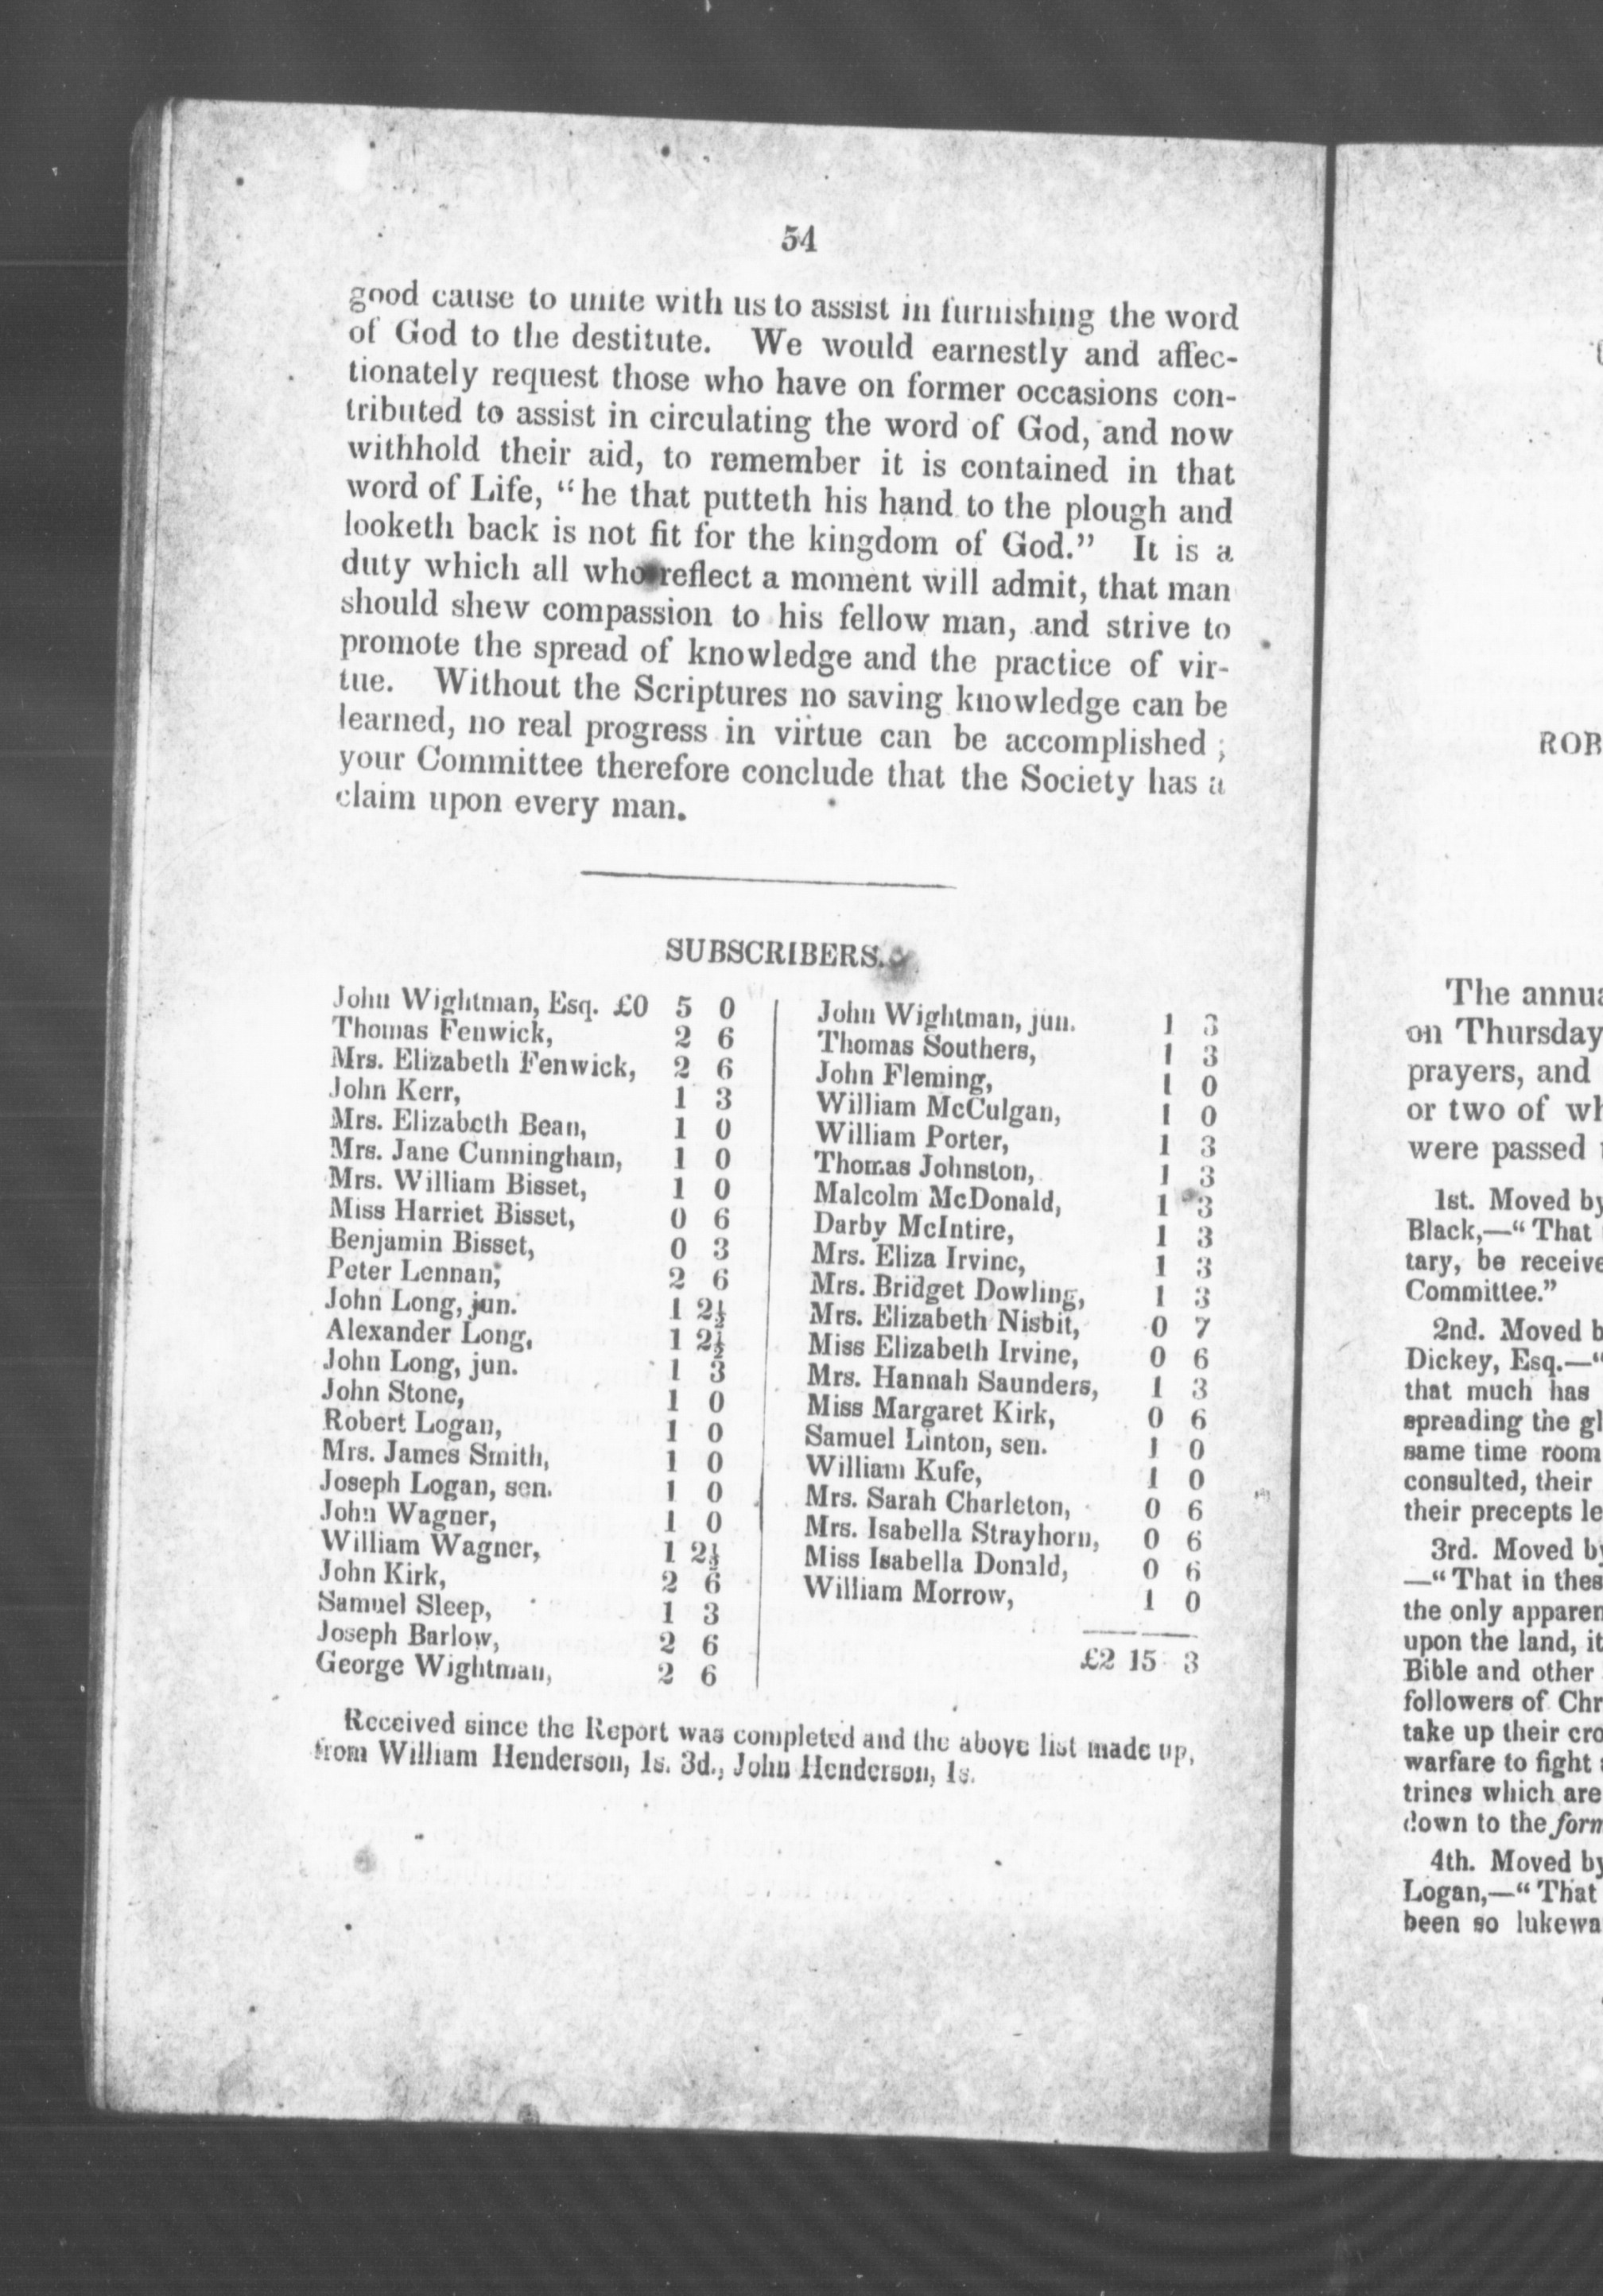 54
good cause to unite with us to assist in furnishing the word
of God to the destitute. We would earnestly and affec-
tionately request those who have on former occasions con-
tributed to assist in circulating the word of God, and now
withhold their aid, to remember it is contained in that
word of Life, "he that putteth his hand to the plough and
looketh back is not fit for the kingdom of God." It is a
duty which all who reflect a moment will admit, that man
should shew compassion to his fellow man, and strive to
promote the spread of knowledge and the practice of vir-
tue. Without the Scriptures no saving knowledge can be
learned, no real progress in virtue can be accomplished ;
your Committee therefore conclude that the Society has a
claim upon every man.
SUBSCRIBERS.
John Wightman, Esq. £0 5 0
Thomas Fenwick, 2 6
Mrs. Elizabeth Fenwick, 2 6
John Kerr, 1 3
Mrs. Elizabeth Bean, 1 0
Mrs. Jane Cunningham, 1 0
Mrs. William Bisset, 1 0
Miss Harriet Bisset, 0 6
Benjamin Bisset, 0 3
Peter Lennan, 2 6
John Long, jun. 1 2½
Alexander Long, 1 2½
John Long, jun. 1 3
John Stone, 1 0
Robert Logan, 1 0
Mrs. James Smith, 1 0
Joseph Logan, sen. 1 0
John Wagner, 1 0
William Wagner, 1 2½
John Kirk, 2 6
Samuel Sleep, 1 3
Joseph Barlow, 2 6
George Wightman, 2 6
John Wightman, jun. 1 3
Thomas Southers, 1 3
John Fleming, 1 0
William McCulgan, 1 0
William Porter, 1 3
Thomas Johnston, 1 3
Malcolm McDonald, 1 3
Darby McIntire, 1 3
Mrs. Eliza Irvine, 1 3
Mrs. Bridget Dowling, 1 3
Mrs. Elizabeth Nisbit, 0 7
Miss Elizabeth Irvine, 0 6
Mrs. Hannah Saunders, 1 3
Miss Margaret Kirk, 0 6
Samuel Linton, sen. 1 0
William Kufe, 1 0
Mrs. Sarah Charleton, 0 6
Mrs. Isabella Strayhorn, 0 6
Miss Isabella Donald, 0 6
William Morrow, 1 0
£2 15 3
Received since the Report was completed and the above list made up,
from William Henderson, 1s. 3d., John Henderson, 1s.
ROB
The annua
on Thursday
prayers, and
or two of wh
were passed t
1st. Moved by
Black,—"That
tary, be receive
Committee."
2nd. Moved b
Dickey, Esq.—"
that much has
spreading the gl
same time room
consulted, their
their precepts le
3rd. Moved by
—"That in thes
the only apparen
upon the land, it
Bible and other
followers of Chr
take up their cro
warfare to fight
trines which are
down to the form
4th. Moved by
Logan,—"That
been so lukewa